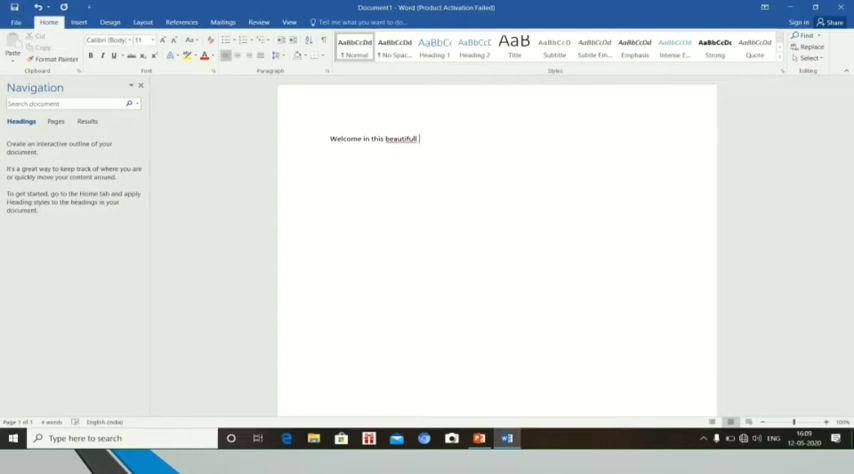 Document1 - Word (Product Activation Failed)
Sign in Share
File Home Insert Design Layout References Mailings Review View Tell me what you want to do...
Paste
Cut
Copy
Format Painter
Calibri (Body) 11
Aa
B I U abc x₂ x²
AaBbCcDd AaBbCcDd AaBbCc AaBbCcD AaB AaBbCcD AaBbCcDd AaBbCcDd AaBbCcDd AaBbCcDc AaBbCcDd
¶ Normal ¶ No Spac... Heading 1 Heading 2 Title Subtitle Subtle Em... Emphasis Intense E... Strong Quote
Find
Replace
Select
Clipboard Font Paragraph Styles Editing
Navigation
Search document
Headings Pages Results
Create an interactive outline of your
document.
It's a great way to keep track of where you are
or quickly move your content around.
To get started, go to the Home tab and apply
Heading styles to the headings in your
document.
Welcome in this beautifull
Page 1 of 1 4 words English (India) 100%
Type here to search
ENG
16:09
12-05-2020